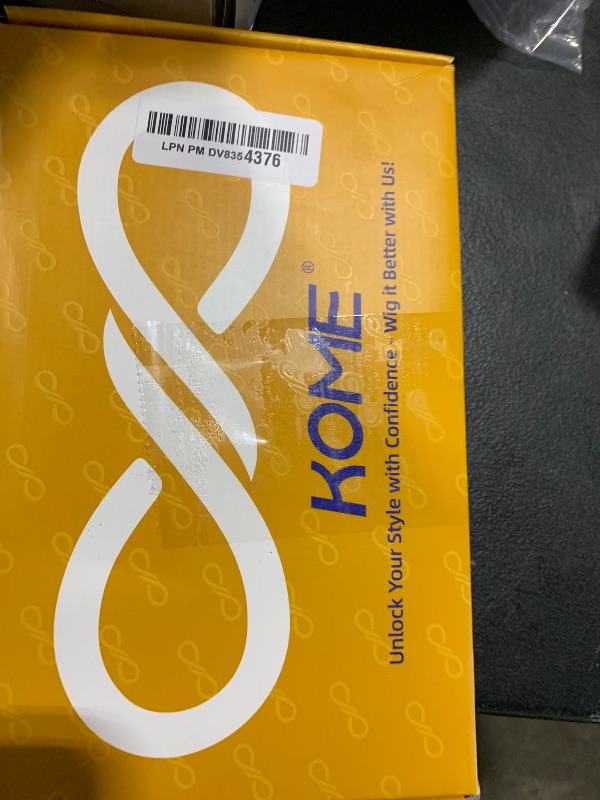 LPN PM DV8354376
KOME®
Unlock Your Style with Confidence - Wig it Better with Us!